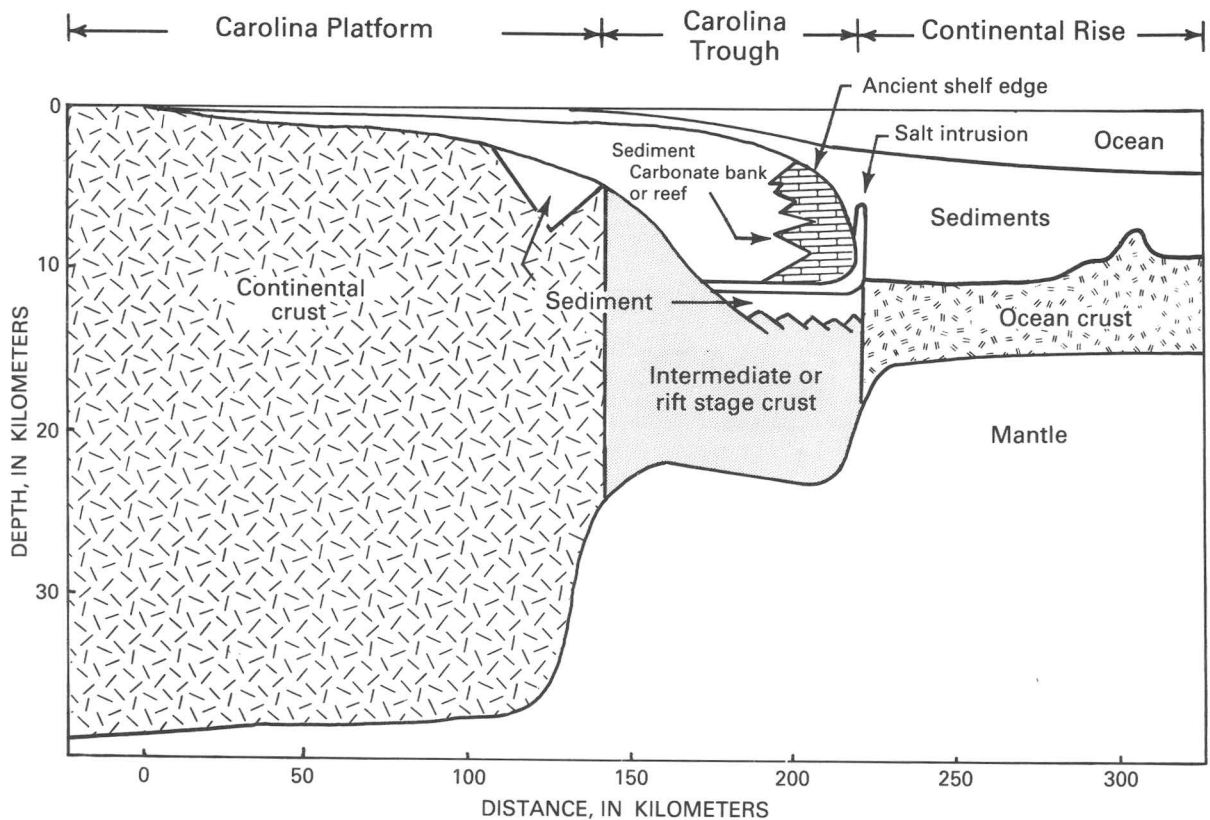 Carolina Platform
Carolina
Trough
Continental Rise
Ancient shelf edge
Salt intrusion
Ocean
Sediment
Carbonate bank
or reef
Sediments
Continental
crust
Sediment
Ocean crust
Intermediate or
rift stage crust
Mantle
0
10
20
30
DEPTH, IN KILOMETERS
0
50
100
150
200
250
300
DISTANCE, IN KILOMETERS